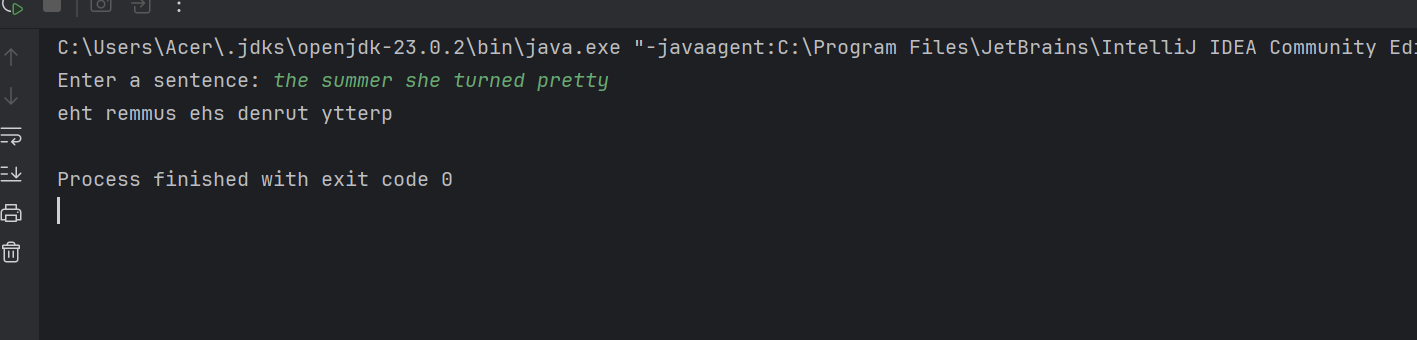 C:\Users\Acer\.jdks\openjdk-23.0.2\bin\java.exe "-javaagent:C:\Program Files\JetBrains\IntelliJ IDEA Community Edi
Enter a sentence: the summer she turned pretty
eht remmus ehs denrut ytterp
Process finished with exit code 0